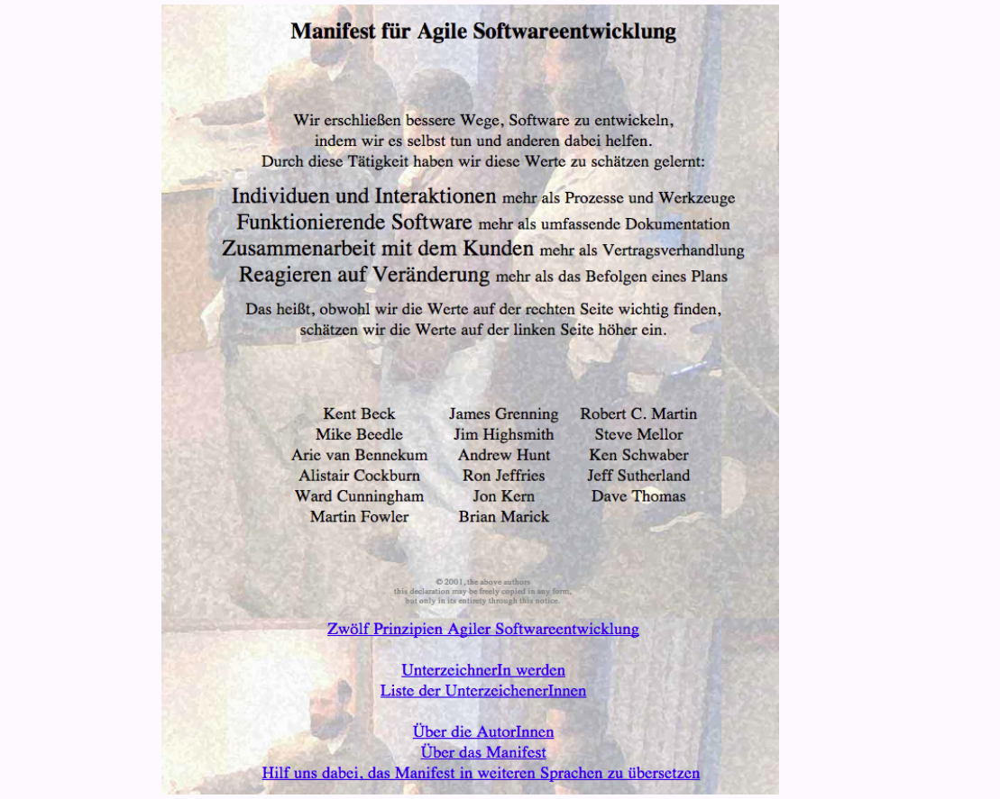 Manifest für Agile Softwareentwicklung
Wir erschließen bessere Wege, Software zu entwickeln,
indem wir es selbst tun und anderen dabei helfen.
Durch diese Tätigkeit haben wir diese Werte zu schätzen gelernt:
Individuen und Interaktionen mehr als Prozesse und Werkzeuge
Funktionierende Software mehr als umfassende Dokumentation
Zusammenarbeit mit dem Kunden mehr als Vertragsverhandlung
Reagieren auf Veränderung mehr als das Befolgen eines Plans
Das heißt, obwohl wir die Werte auf der rechten Seite wichtig finden,
schätzen wir die Werte auf der linken Seite höher ein.
Kent Beck
Mike Beedle
Arie van Bennekum
Alistair Cockburn
Ward Cunningham
Martin Fowler
James Grenning
Jim Highsmith
Andrew Hunt
Ron Jeffries
Jon Kern
Brian Marick
Robert C. Martin
Steve Mellor
Ken Schwaber
Jeff Sutherland
Dave Thomas
© 2001, the above authors
this declaration may be freely copied in any form,
but only in its entirety through this notice.
Zwölf Prinzipien Agiler Softwareentwicklung
UnterzeichnerIn werden
Liste der UnterzeichenerInnen
Über die AutorInnen
Über das Manifest
Hilf uns dabei, das Manifest in weiteren Sprachen zu übersetzen